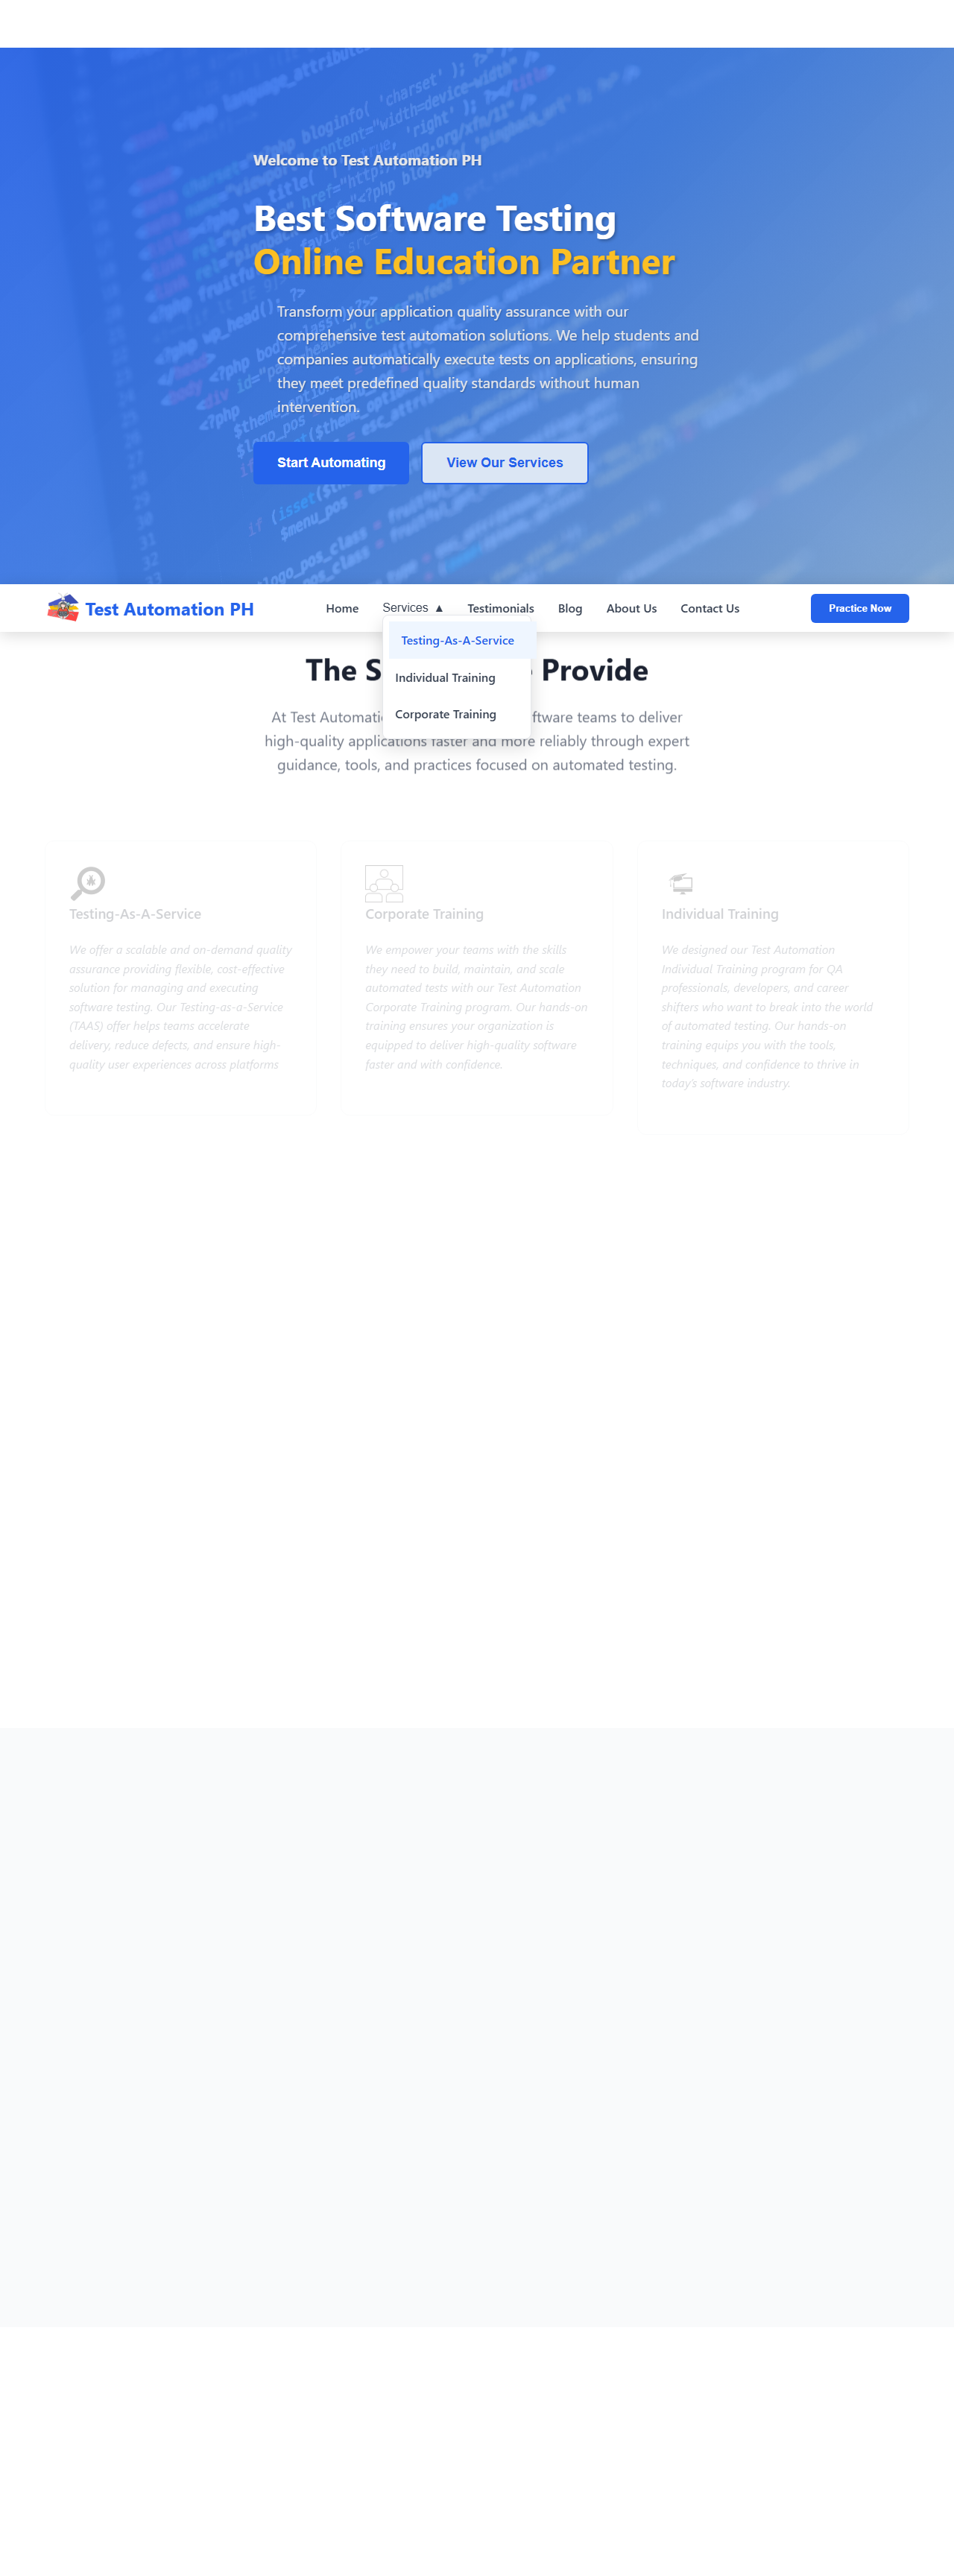 Welcome to Test Automation PH
Best Software Testing
Online Education Partner
Transform your application quality assurance with our
comprehensive test automation solutions. We help students and
companies automatically execute tests on applications, ensuring
they meet predefined quality standards without human
intervention.
Start Automating
View Our Services
Test Automation PH
Home
Services ▲
Testimonials
Blog
About Us
Contact Us
Practice Now
Testing-As-A-Service
Individual Training
Corporate Training
The Provide
At Test software teams to deliver
high-quality applications faster and more reliably through expert
guidance, tools, and practices focused on automated testing.
Testing-As-A-Service
We offer a scalable and on-demand quality
assurance providing flexible, cost-effective
solution for managing and executing
software testing. Our Testing-as-a-Service
(TAAS) offer helps teams accelerate
delivery, reduce defects, and ensure high-
quality user experiences across platforms
Corporate Training
We empower your teams with the skills
they need to build, maintain, and scale
automated tests with our Test Automation
Corporate Training program. Our hands-on
training ensures your organization is
equipped to deliver high-quality software
faster and with confidence.
Individual Training
We designed our Test Automation
Individual Training program for QA
professionals, developers, and career
shifters who want to break into the world
of automated testing. Our hands-on
training equips you with the tools,
techniques, and confidence to thrive in
today's software industry.